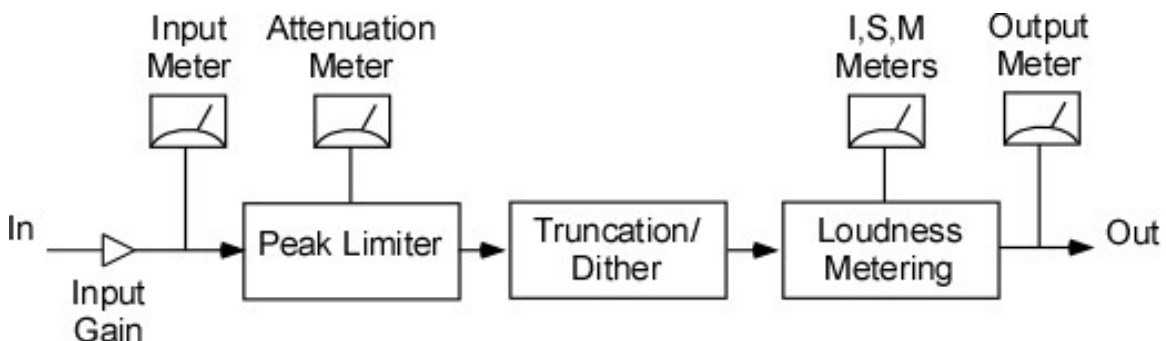 Input
Meter
Attenuation
Meter
I,S,M
Meters
Output
Meter
In
Input
Gain
Peak Limiter
Truncation/
Dither
Loudness
Metering
Out